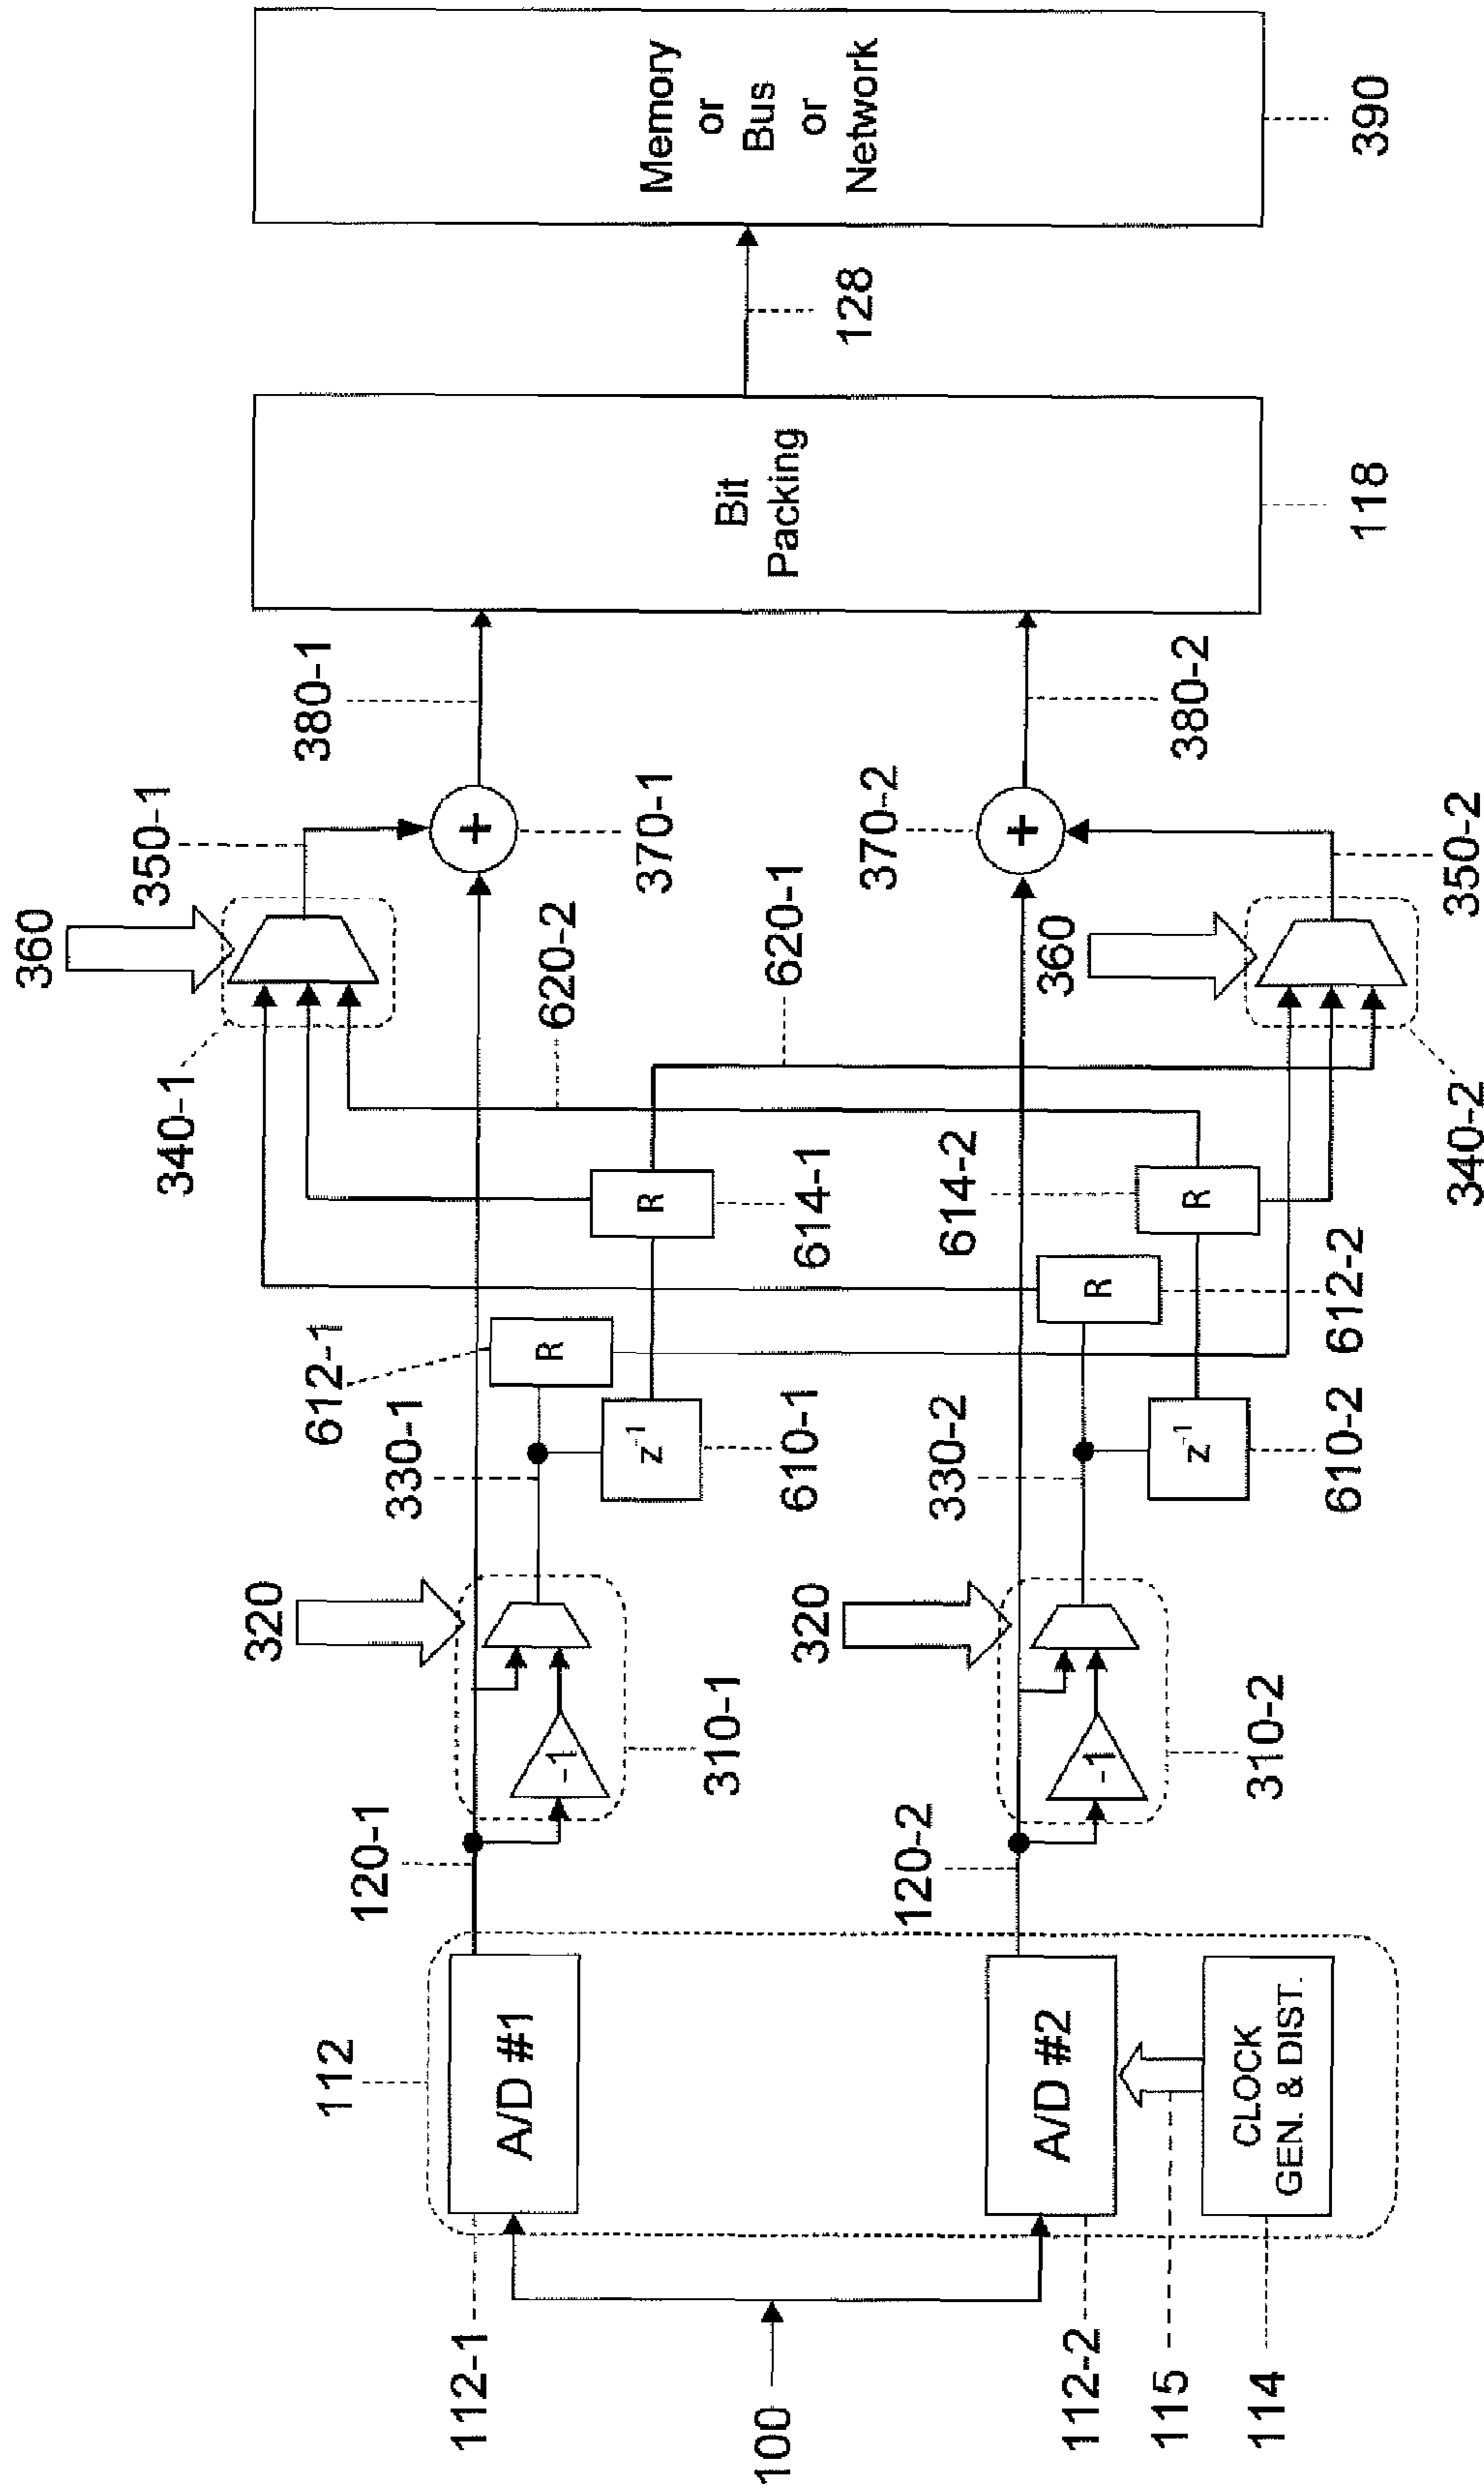 100
112-1
112-2
115
114
112
A/D #1
A/D #2
CLOCK
GEN. & DIST.
120-1
120-2
-1
-1
310-1
310-2
320
320
330-1
330-2
z⁻¹
z⁻¹
610-1
610-2
612-1
R
R
612-2
R
614-1
614-2
R
620-2
620-1
340-1
340-2
360
360
350-1
350-2
+
370-1
370-2
+
380-1
380-2
Bit
Packing
118
128
Memory
or
Bus
or
Network
390